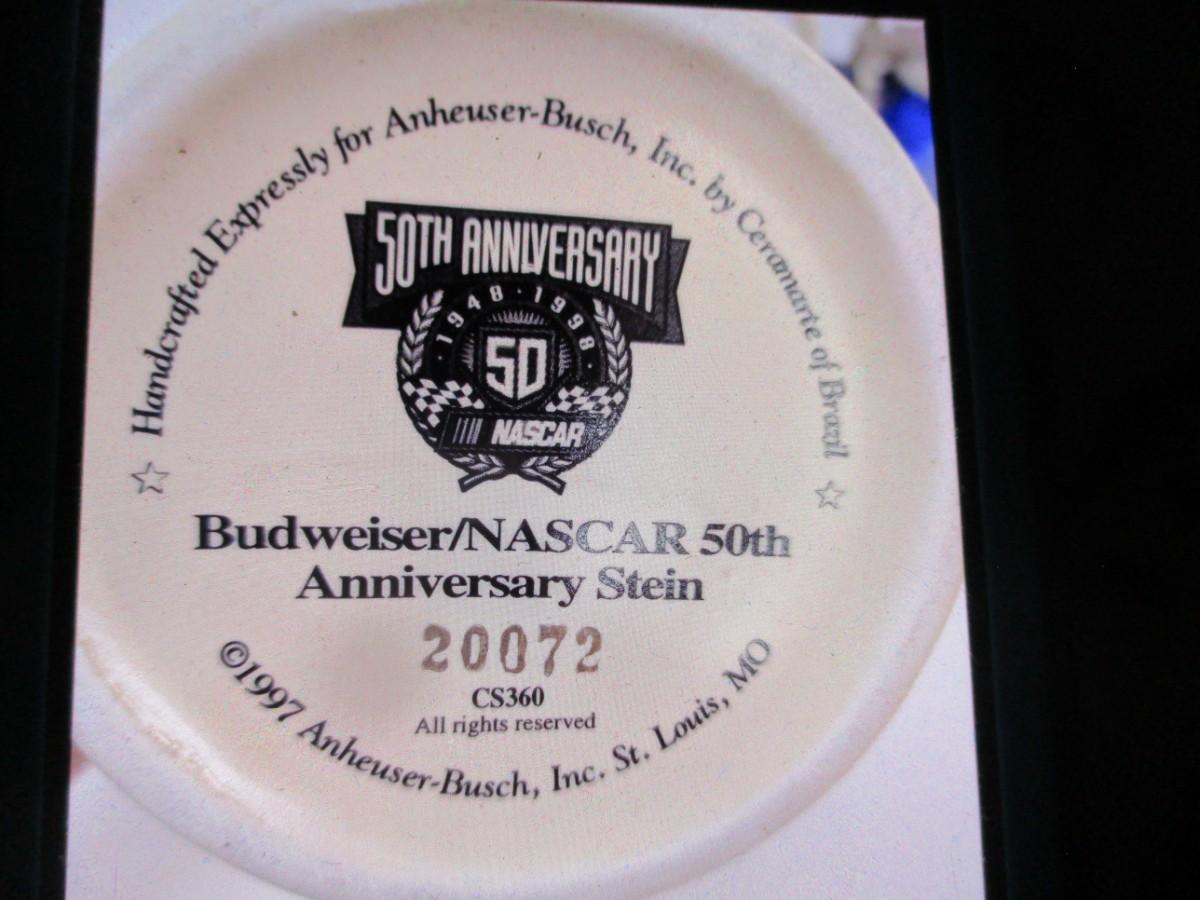 ☆ Handcrafted Expressly for Anheuser-Busch, Inc. by Ceramarte of Brazil ☆
50TH ANNIVERSARY
1948 · 1998
50
NASCAR
Budweiser/NASCAR 50th
Anniversary Stein
20072
CS360
All rights reserved
©1997 Anheuser-Busch, Inc. St. Louis, MO